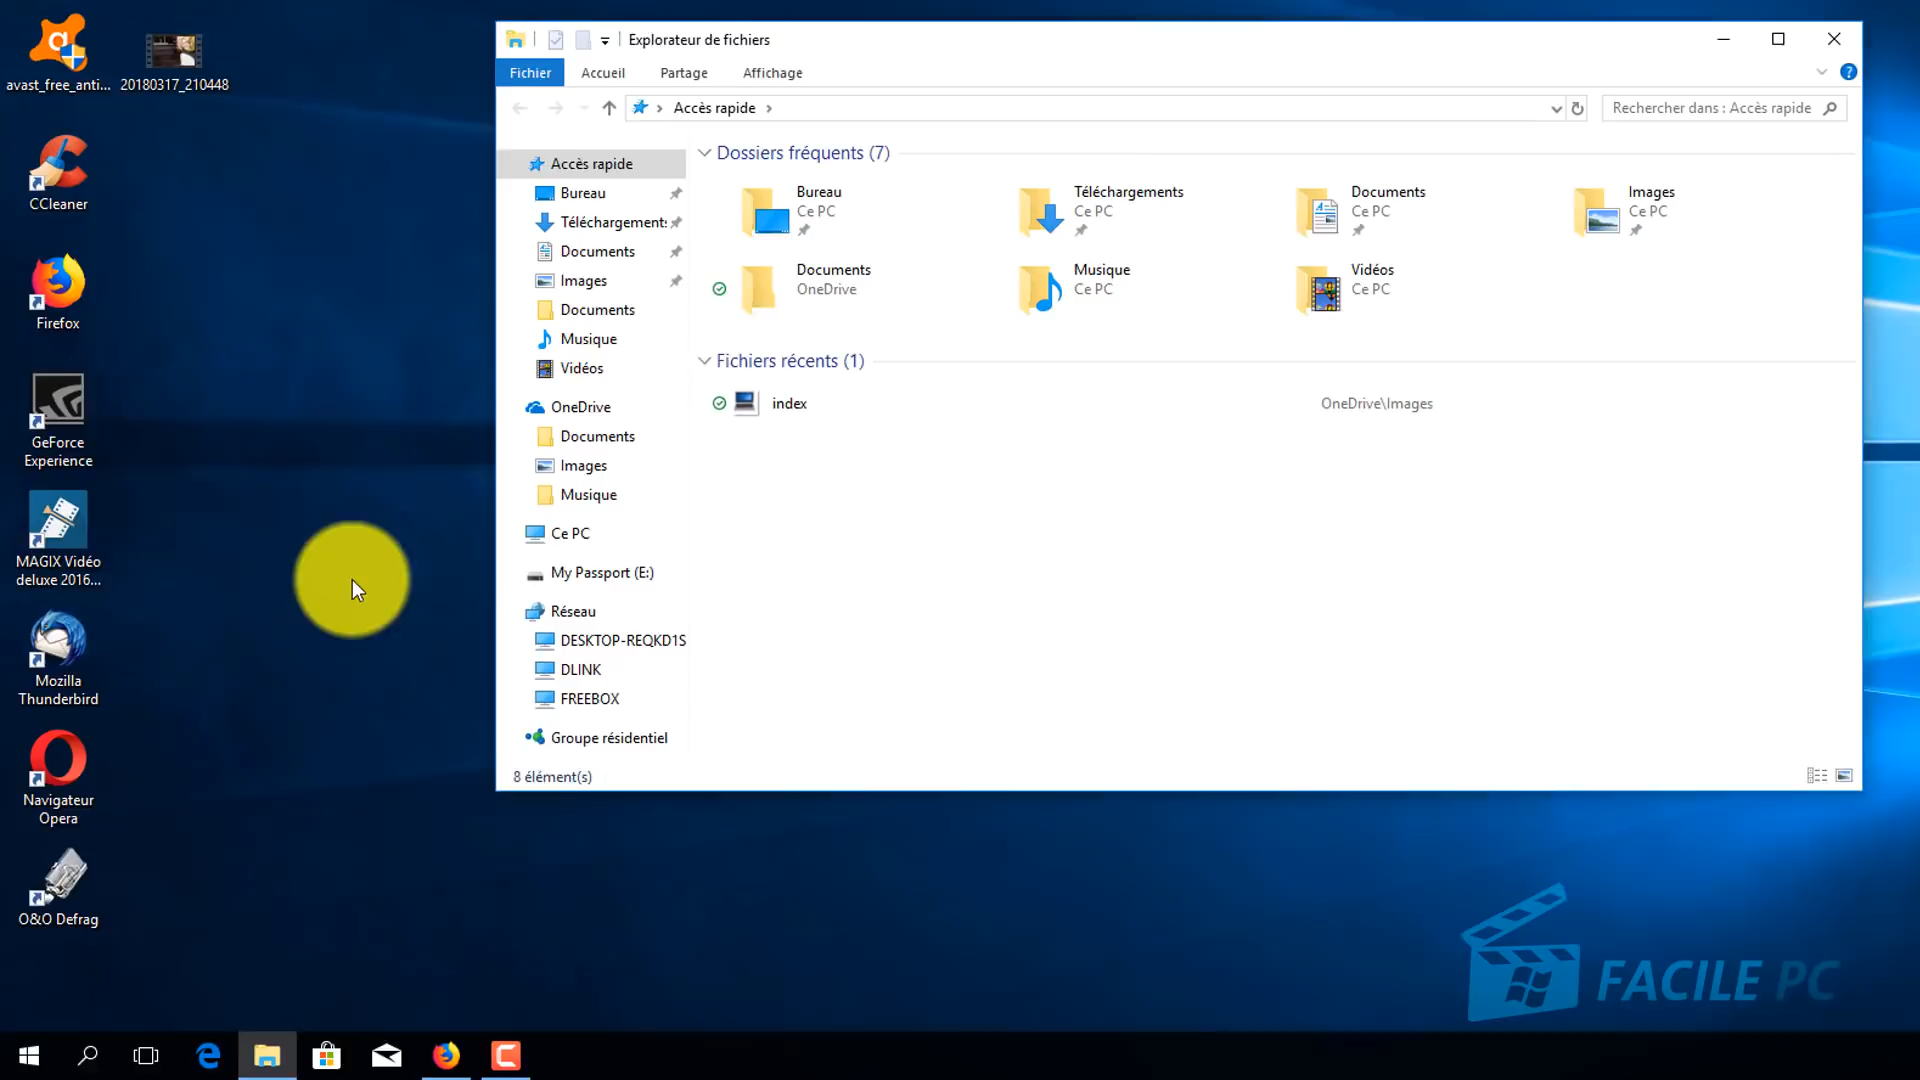 avast_free_anti...
20180317_210448
CCleaner
Firefox
GeForce
Experience
MAGIX Vidéo
deluxe 2016...
Mozilla
Thunderbird
Navigateur
Opera
O&O Defrag
Explorateur de fichiers
Fichier Accueil Partage Affichage
Accès rapide
Rechercher dans : Accès rapide
Accès rapide
Bureau
Téléchargements
Documents
Images
Documents
Musique
Vidéos
OneDrive
Documents
Images
Musique
Ce PC
My Passport (E:)
Réseau
DESKTOP-REQKD1S
DLINK
FREEBOX
Groupe résidentiel
Dossiers fréquents (7)
Bureau
Ce PC
Téléchargements
Ce PC
Documents
Ce PC
Images
Ce PC
Documents
OneDrive
Musique
Ce PC
Vidéos
Ce PC
Fichiers récents (1)
index OneDrive\Images
8 élément(s)
FACILE PC